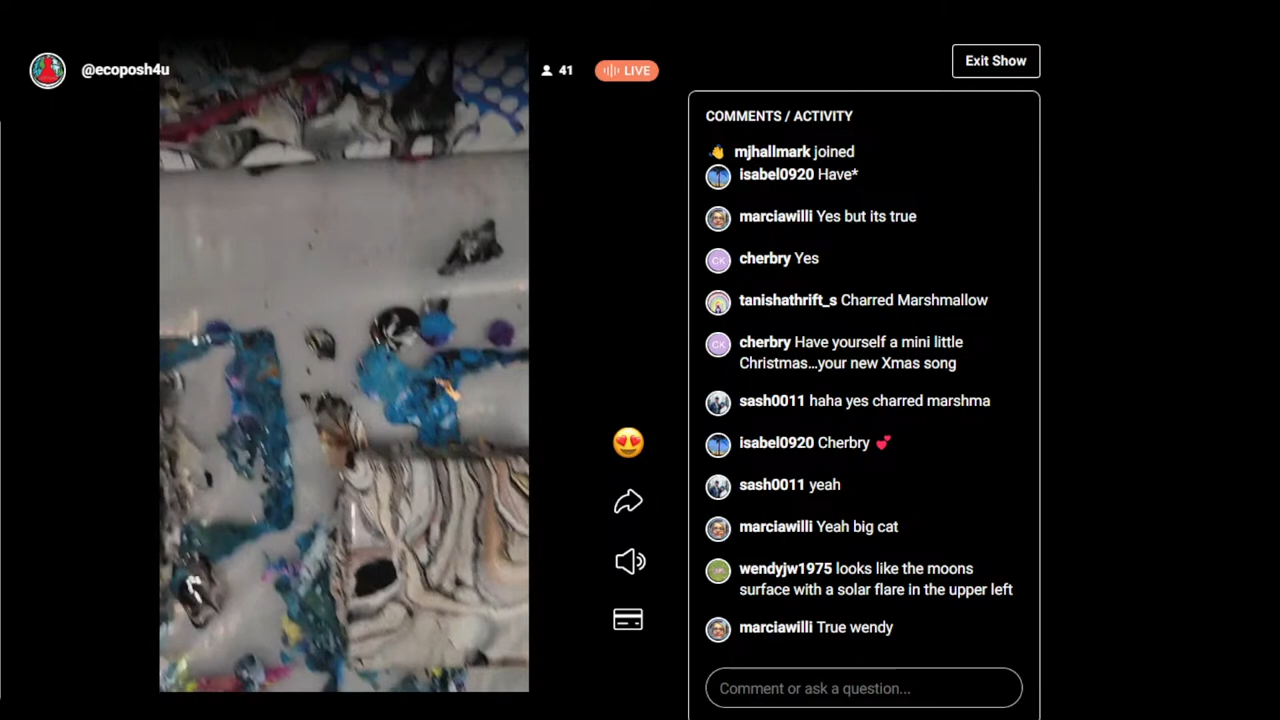 @ecoposh4u
41
LIVE
Exit Show
COMMENTS / ACTIVITY
mjhallmark joined
isabel0920 Have*
marciawilli Yes but its true
CK
cherbry Yes
tanishathrift_s Charred Marshmallow
CK
cherbry Have yourself a mini little
Christmas...your new Xmas song
sash0011 haha yes charred marshma
isabel0920 Cherbry 💕
sash0011 yeah
marciawilli Yeah big cat
wendyjw1975 looks like the moons
surface with a solar flare in the upper left
marciawilli True wendy
Comment or ask a question...